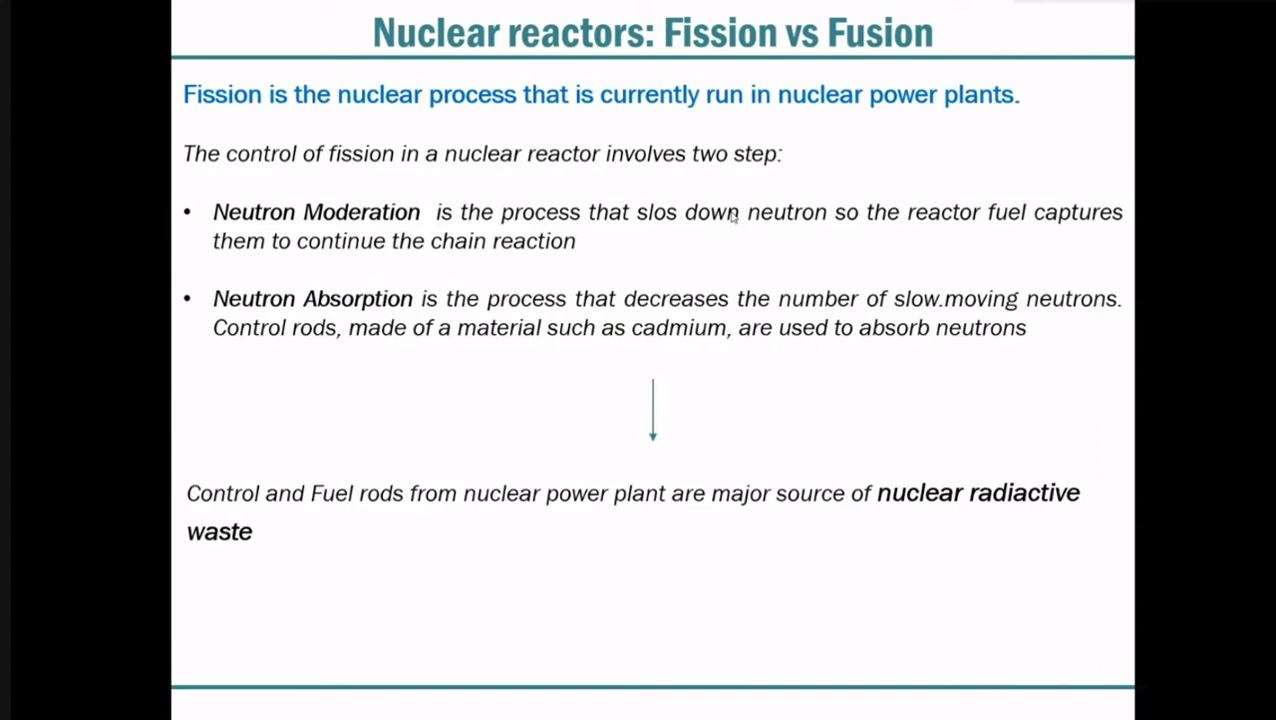 Nuclear reactors: Fission vs Fusion
Fission is the nuclear process that is currently run in nuclear power plants.
The control of fission in a nuclear reactor involves two step:
• Neutron Moderation is the process that slos down neutron so the reactor fuel captures
them to continue the chain reaction
• Neutron Absorption is the process that decreases the number of slow.moving neutrons.
Control rods, made of a material such as cadmium, are used to absorb neutrons
Control and Fuel rods from nuclear power plant are major source of nuclear radiactive
waste